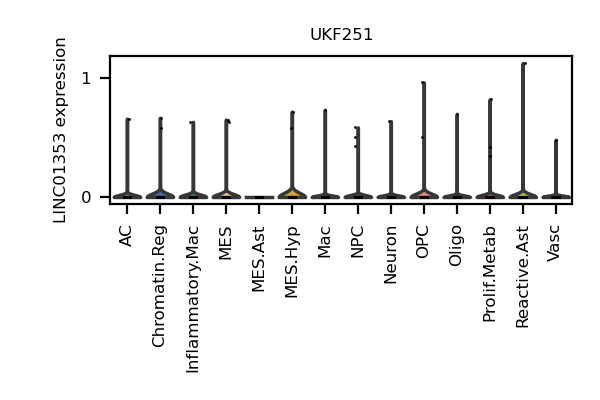 UKF251
LINC01353 expression
1
0
AC
Chromatin.Reg
Inflammatory.Mac
MES
MES.Ast
MES.Hyp
Mac
NPC
Neuron
OPC
Oligo
Prolif.Metab
Reactive.Ast
Vasc